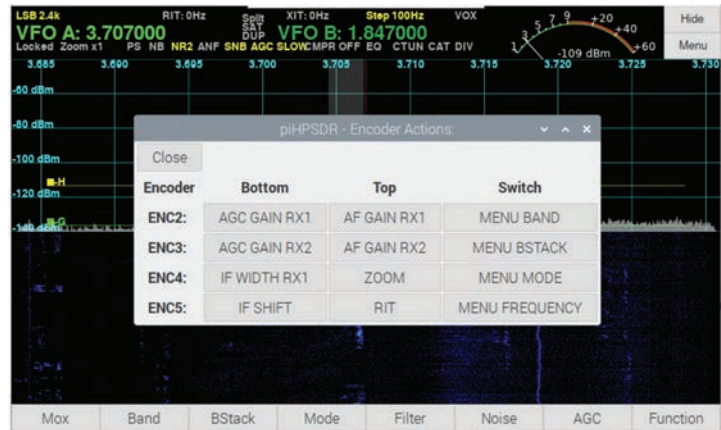 LSB 2.4k RIT: 0Hz Split XIT: 0Hz Step 100Hz VOX
SAT
DUP
VFO A: 3.707000 VFO B: 1.847000
Locked Zoom x1 PS NB NR2 ANF SNB AGC SLOW CMPR OFF EQ CTUN CAT DIV
1 3 5 7 9 +20 +40 +60
-109 dBm
Hide
Menu
3.685 3.690 3.695 3.700 3.705 3.710 3.715 3.720 3.725 3.730
-60 dBm
-80 dBm
-100 dBm
-H
-120 dBm
-G
-140 dBm
piHPSDR - Encoder Actions:
Close
Encoder Bottom Top Switch
ENC2: AGC GAIN RX1 AF GAIN RX1 MENU BAND
ENC3: AGC GAIN RX2 AF GAIN RX2 MENU BSTACK
ENC4: IF WIDTH RX1 ZOOM MENU MODE
ENC5: IF SHIFT RIT MENU FREQUENCY
Mox Band BStack Mode Filter Noise AGC Function